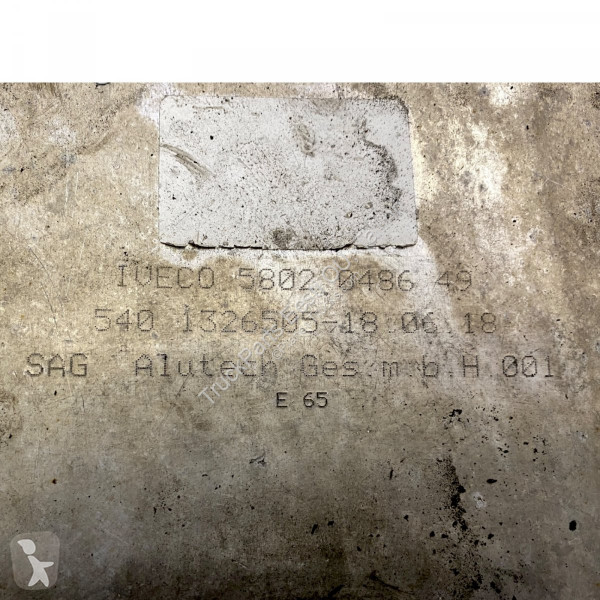 IVECO 5802 0486 49
540 1326505-18 06 18
SAG Alutech Ges.m.b.H.001
E 65